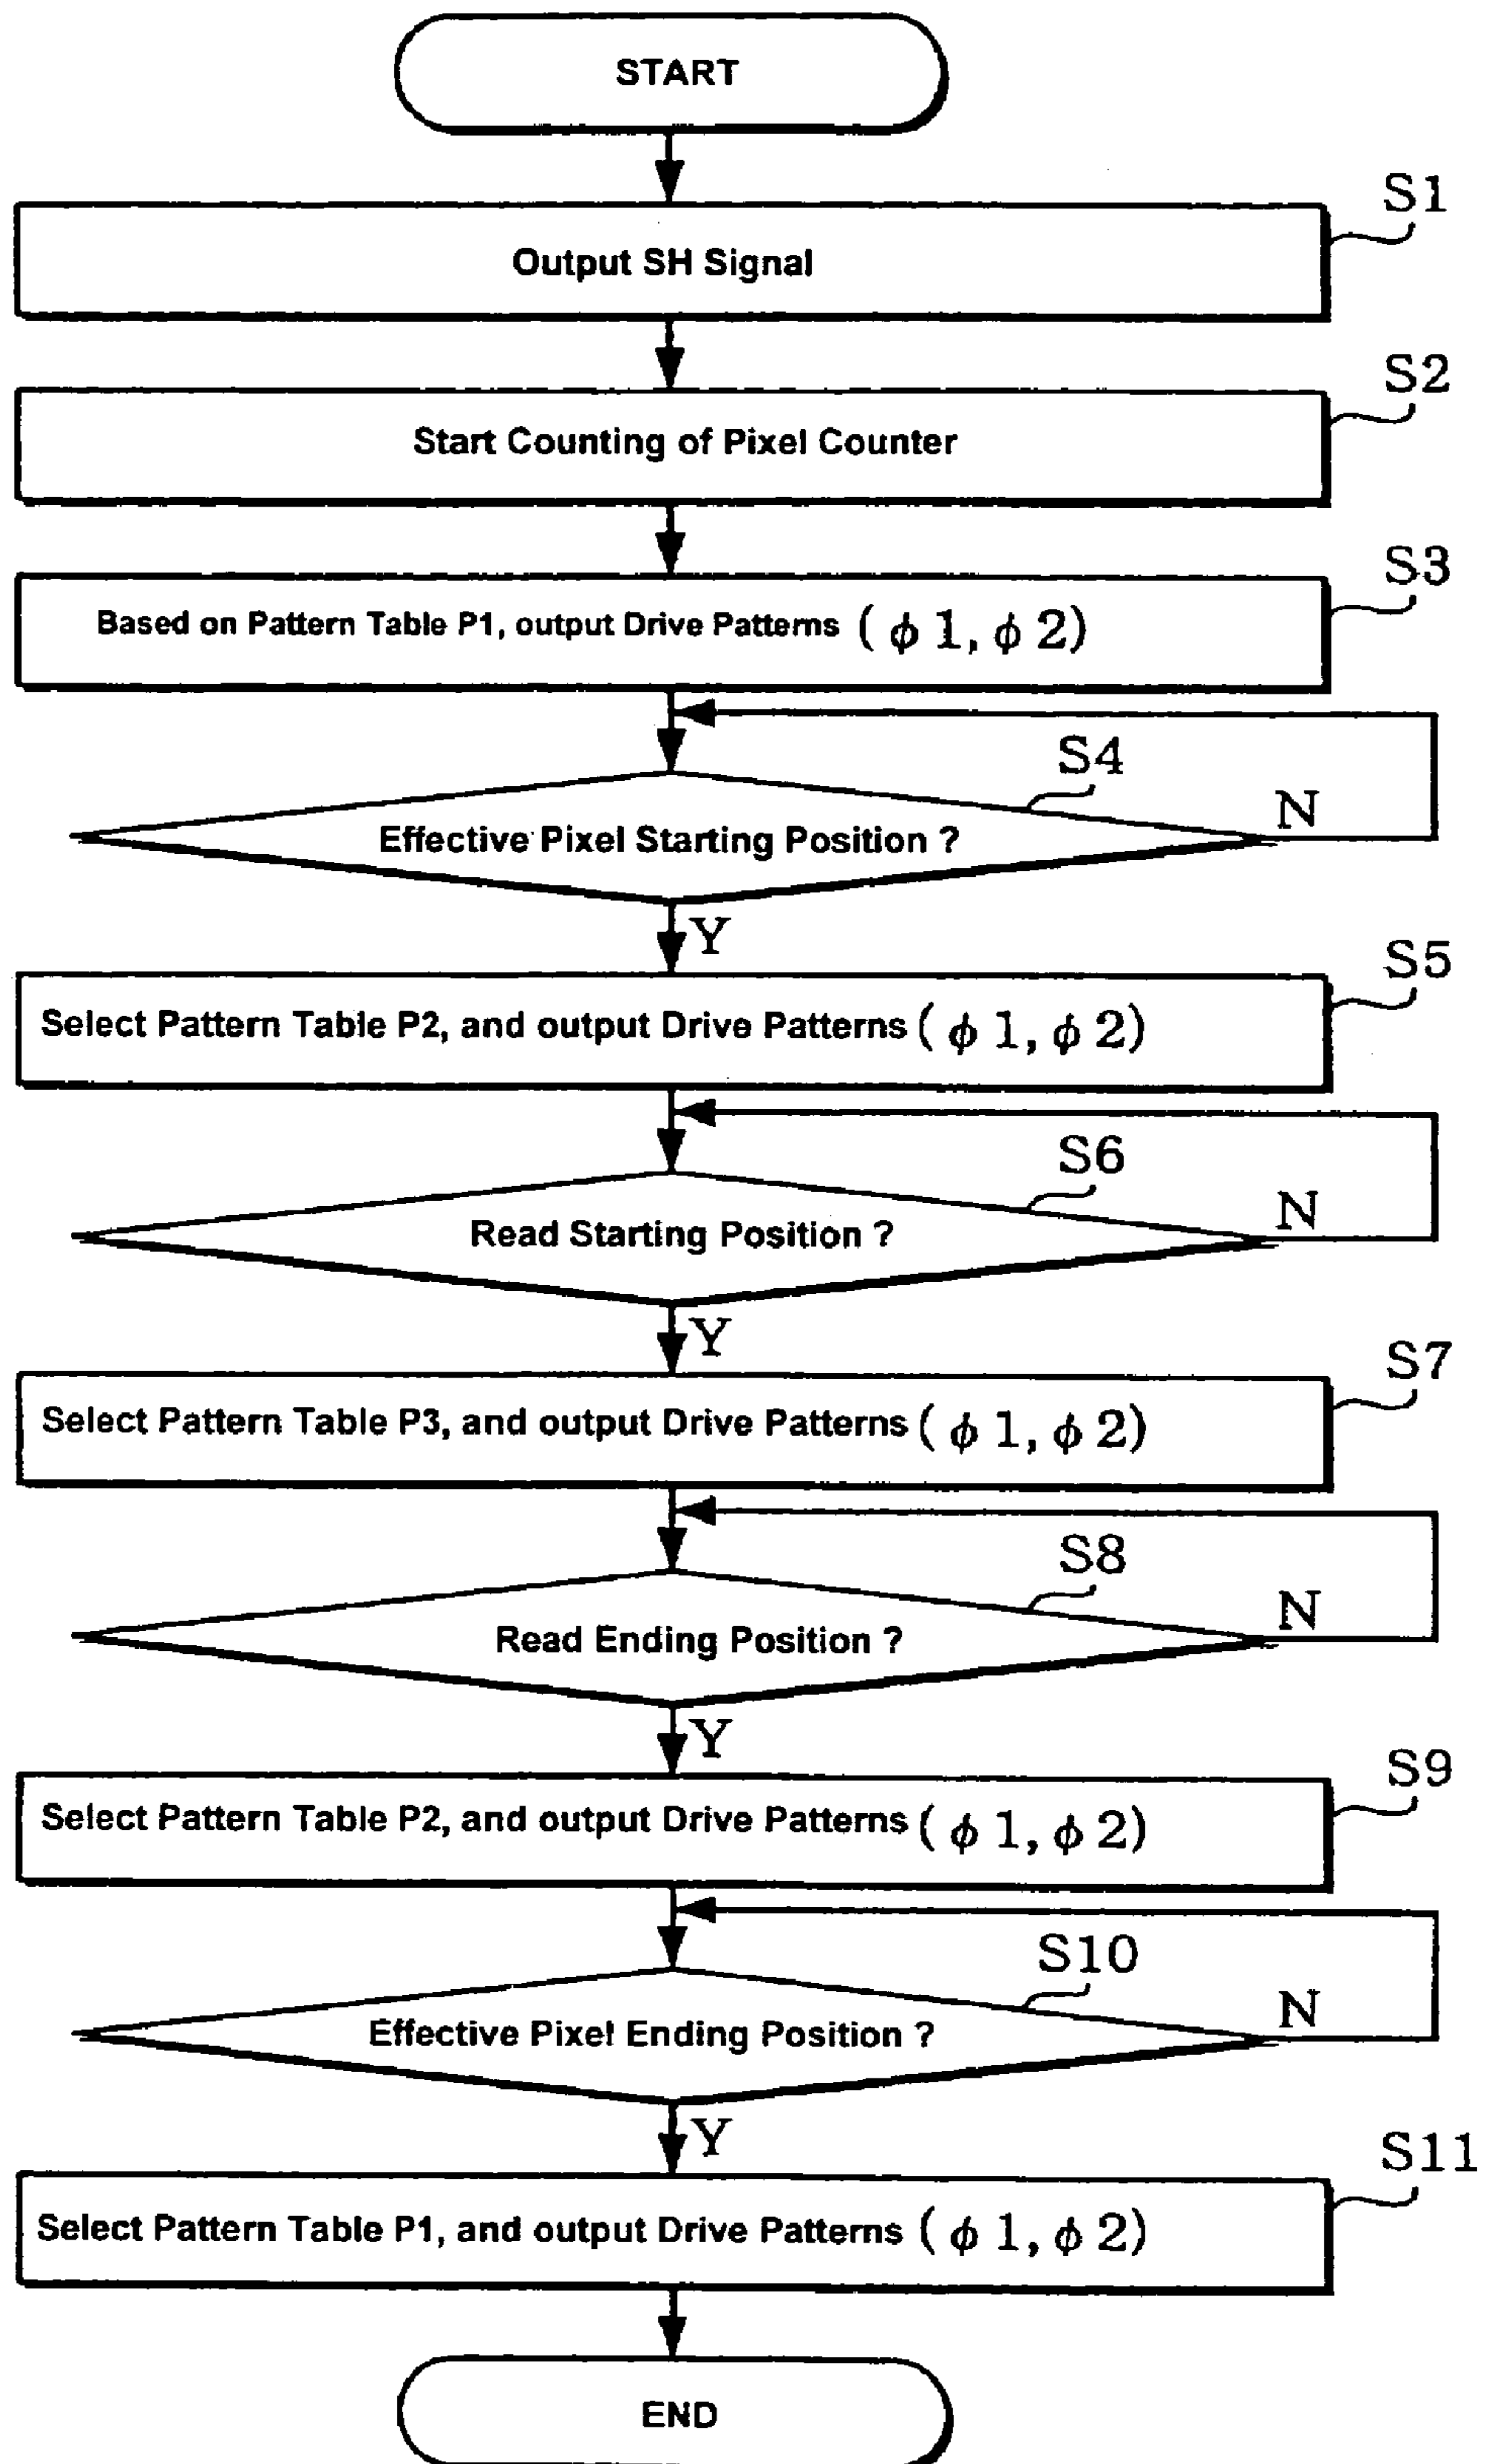 START
S1
Output SH Signal
S2
Start Counting of Pixel Counter
S3
Based on Pattern Table P1, output Drive Patterns (φ1, φ2)
S4
N
Effective Pixel Starting Position ?
Y
S5
Select Pattern Table P2, and output Drive Patterns (φ1, φ2)
S6
N
Read Starting Position ?
Y
S7
Select Pattern Table P3, and output Drive Patterns (φ1, φ2)
S8
N
Read Ending Position ?
Y
S9
Select Pattern Table P2, and output Drive Patterns (φ1, φ2)
S10
N
Effective Pixel Ending Position ?
Y
S11
Select Pattern Table P1, and output Drive Patterns (φ1, φ2)
END